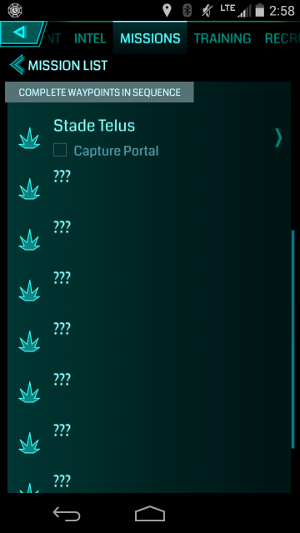 LTE 2:58
NT INTEL MISSIONS TRAINING RECR
MISSION LIST
COMPLETE WAYPOINTS IN SEQUENCE
Stade Telus
Capture Portal
???
???
???
???
???
???
???